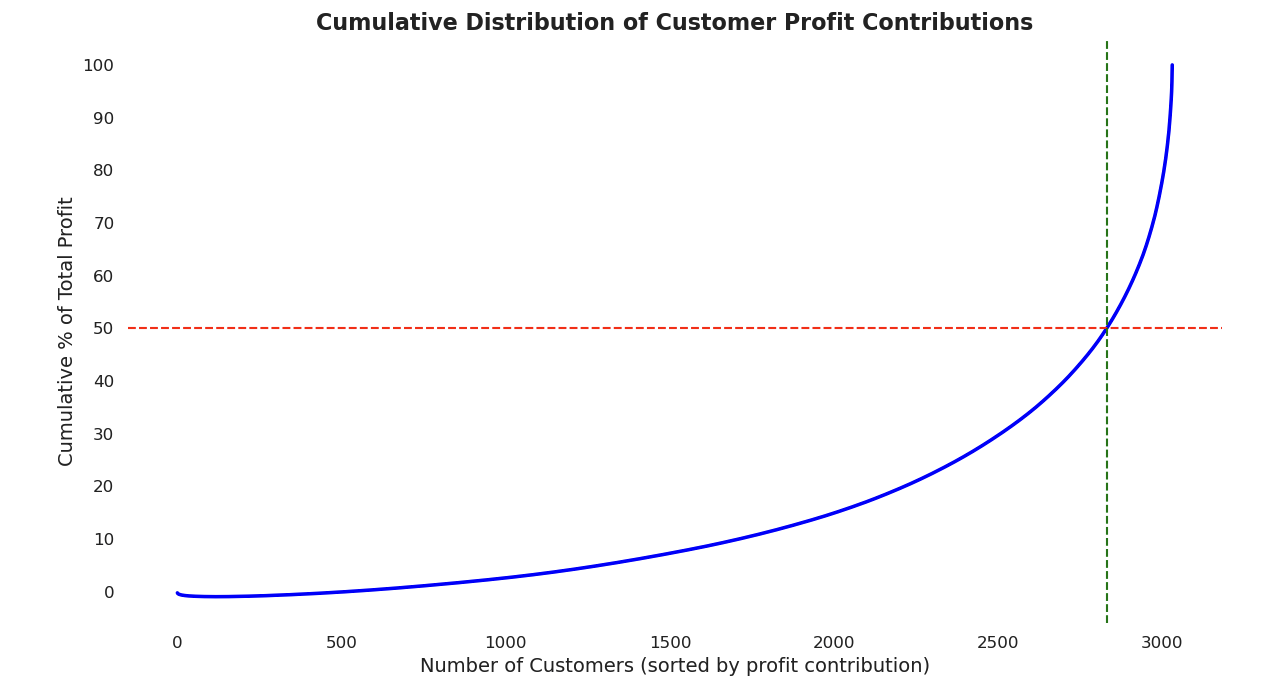 Cumulative Distribution of Customer Profit Contributions
Cumulative % of Total Profit
100
90
80
70
60
50
40
30
20
10
0
0 500 1000 1500 2000 2500 3000
Number of Customers (sorted by profit contribution)